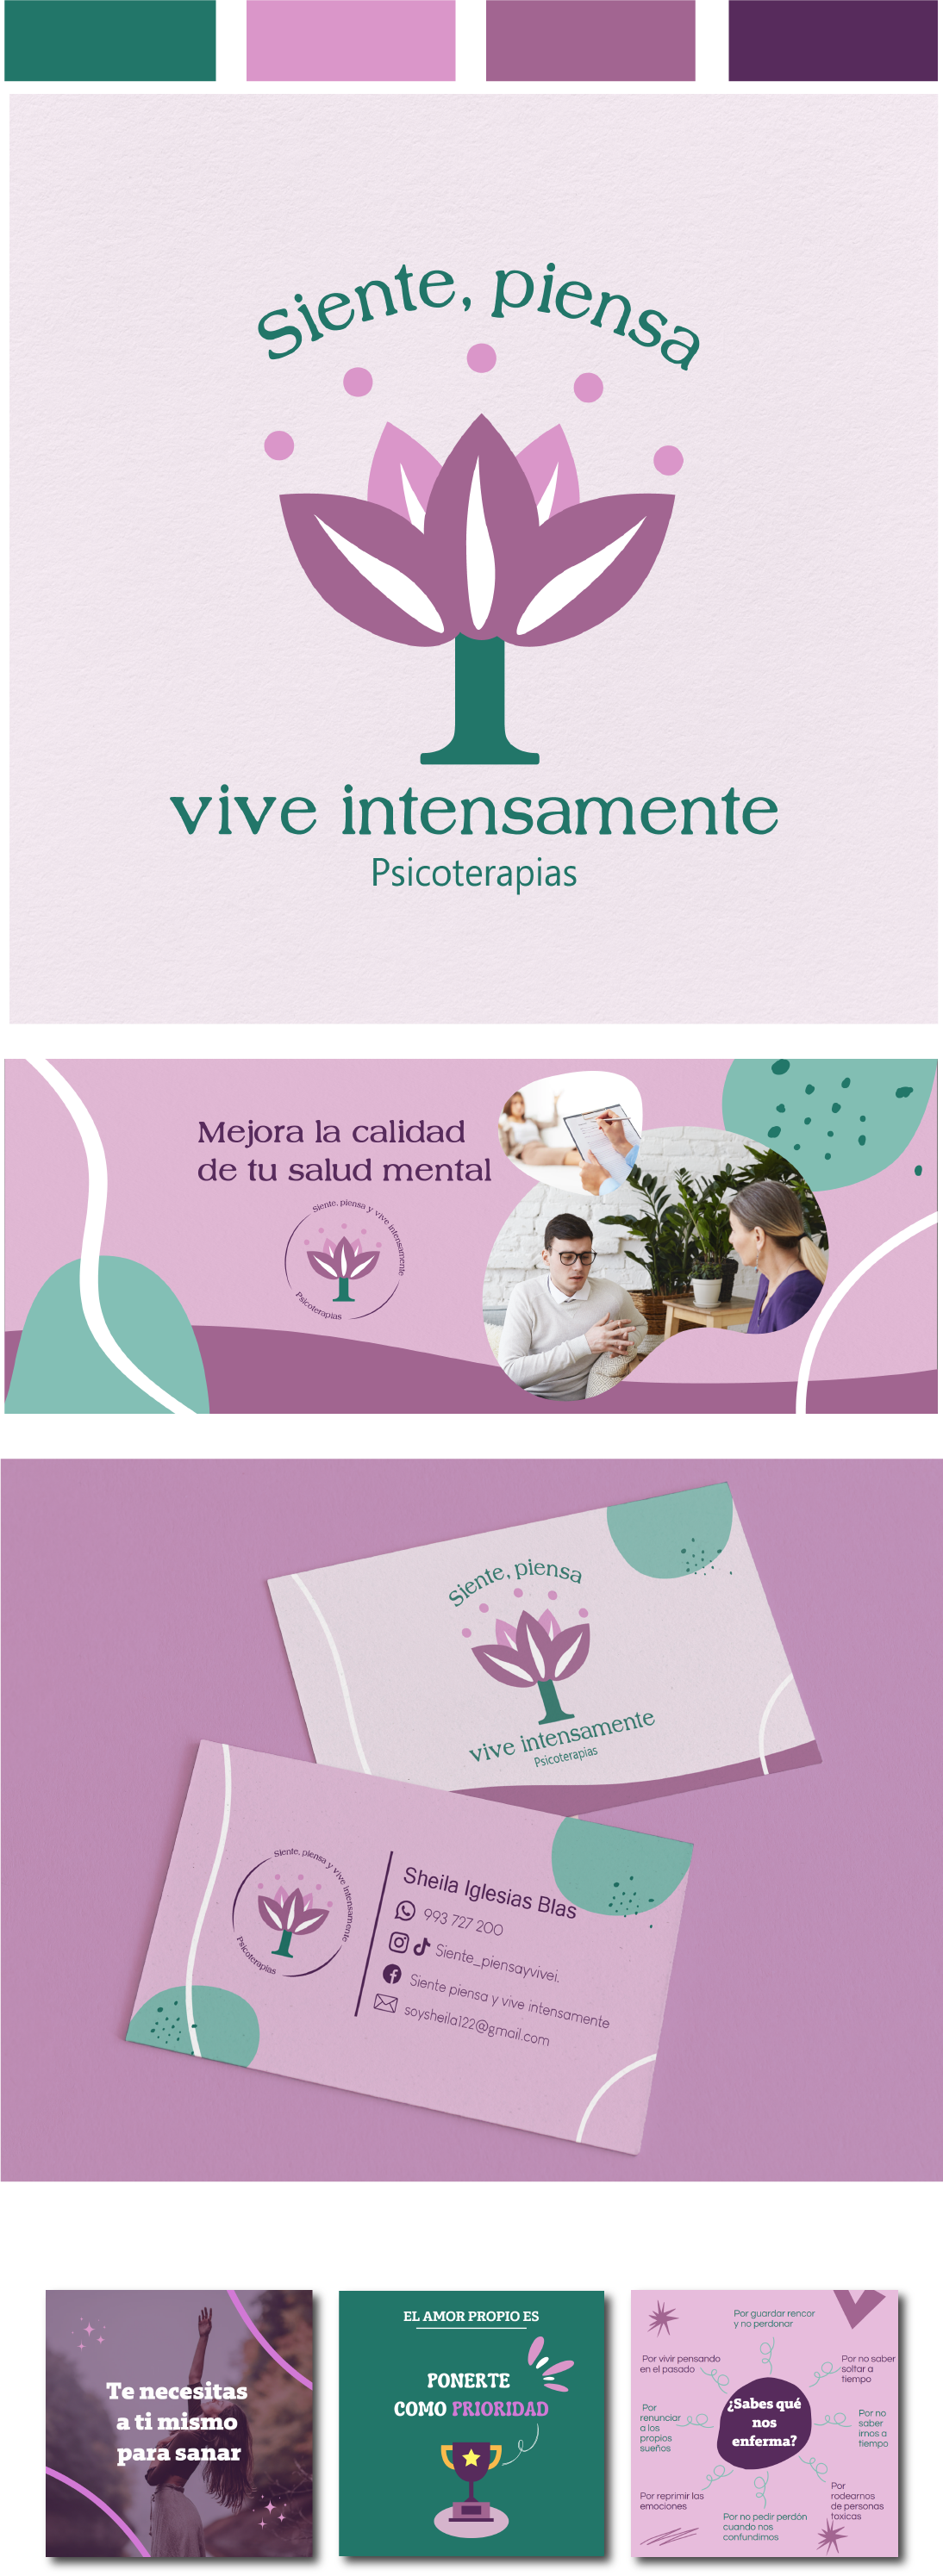 Siente, piensa
vive intensamente
Psicoterapias
Mejora la calidad
de tu salud mental
Siente, piensa y vive intensamente
Psicoterapias
Siente, piensa
vive intensamente
Psicoterapias
Siente, piensa y vive intensamente
Psicoterapias
Sheila Iglesias Blas
993 727 200
Siente_piensayvivei.
Siente piensa y vive intensamente
soysheila122@gmail.com
Te necesitas
a ti mismo
para sanar
EL AMOR PROPIO ES
PONERTE
COMO PRIORIDAD
Por guardar rencor
y no perdonar
Por vivir pensando
en el pasado
Por no saber
soltar a
tiempo
Por
renunciar
a los
propios
sueños
¿Sabes qué
nos
enferma?
Por no
saber
irnos a
tiempo
Por reprimir las
emociones
Por
rodearnos
de personas
toxicas
Por no pedir perdón
cuando nos
confundimos